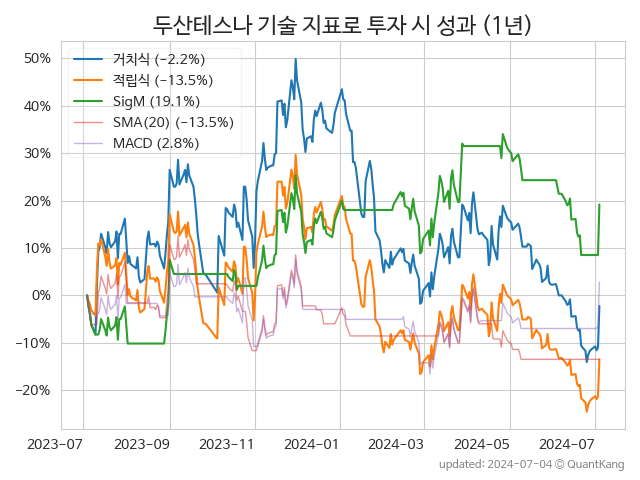 두산테스나 기술 지표로 투자 시 성과 (1년)
거치식 (−2.2%)
적립식 (−13.5%)
SigM (19.1%)
SMA(20) (−13.5%)
MACD (2.8%)
50%
40%
30%
20%
10%
0%
−10%
−20%
2023−07
2023−09
2023−11
2024−01
2024−03
2024−05
2024−07
updated: 2024-07-04 © QuantKang